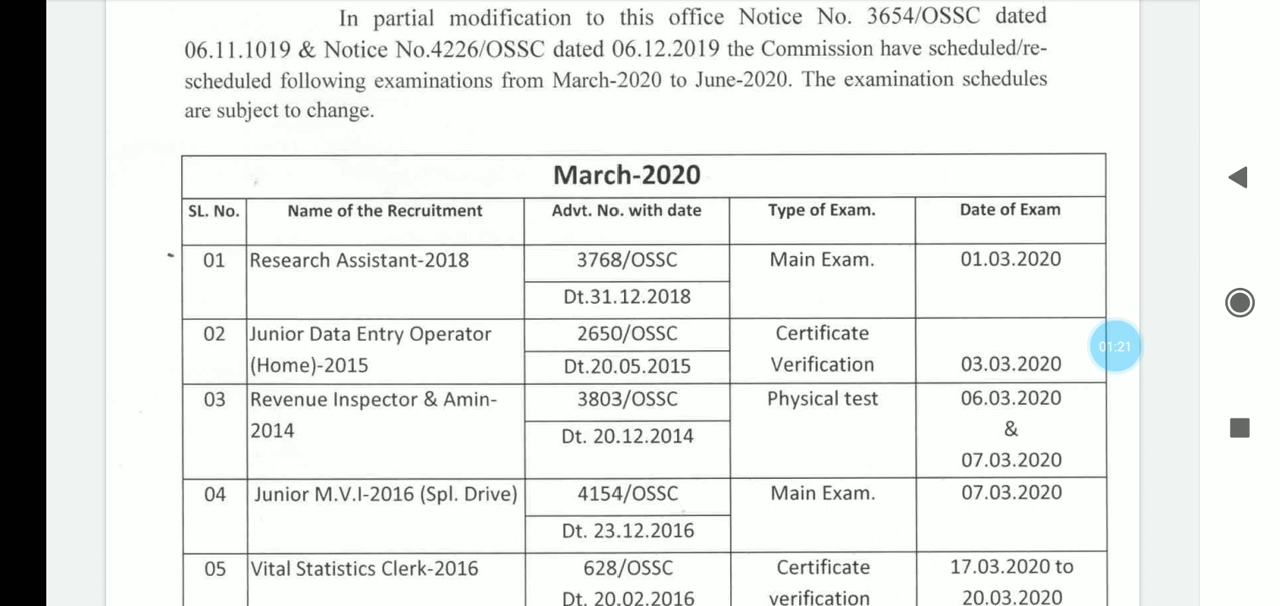 In partial modification to this office Notice No. 3654/OSSC dated
06.11.1019 & Notice No.4226/OSSC dated 06.12.2019 the Commission have scheduled/re-
scheduled following examinations from March-2020 to June-2020. The examination schedules
are subject to change.
March-2020
SL. No. Name of the Recruitment Advt. No. with date Type of Exam. Date of Exam
01 Research Assistant-2018 3768/OSSC Main Exam. 01.03.2020
Dt.31.12.2018
02 Junior Data Entry Operator 2650/OSSC Certificate
(Home)-2015 Dt.20.05.2015 Verification 03.03.2020
03 Revenue Inspector & Amin- 3803/OSSC Physical test 06.03.2020
2014 Dt. 20.12.2014 &
07.03.2020
04 Junior M.V.I-2016 (Spl. Drive) 4154/OSSC Main Exam. 07.03.2020
Dt. 23.12.2016
05 Vital Statistics Clerk-2016 628/OSSC Certificate 17.03.2020 to
Dt. 20.02.2016 verification 20.03.2020
01:21